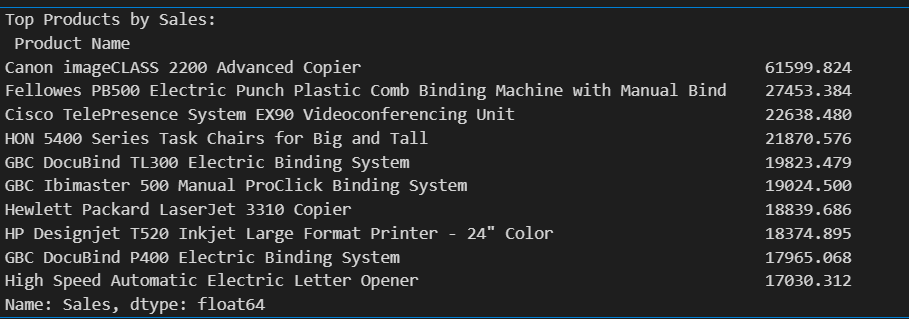 Top Products by Sales:
Product Name
Canon imageCLASS 2200 Advanced Copier 61599.824
Fellowes PB500 Electric Punch Plastic Comb Binding Machine with Manual Bind 27453.384
Cisco TelePresence System EX90 Videoconferencing Unit 22638.480
HON 5400 Series Task Chairs for Big and Tall 21870.576
GBC DocuBind TL300 Electric Binding System 19823.479
GBC Ibimaster 500 Manual ProClick Binding System 19024.500
Hewlett Packard LaserJet 3310 Copier 18839.686
HP Designjet T520 Inkjet Large Format Printer - 24" Color 18374.895
GBC DocuBind P400 Electric Binding System 17965.068
High Speed Automatic Electric Letter Opener 17030.312
Name: Sales, dtype: float64